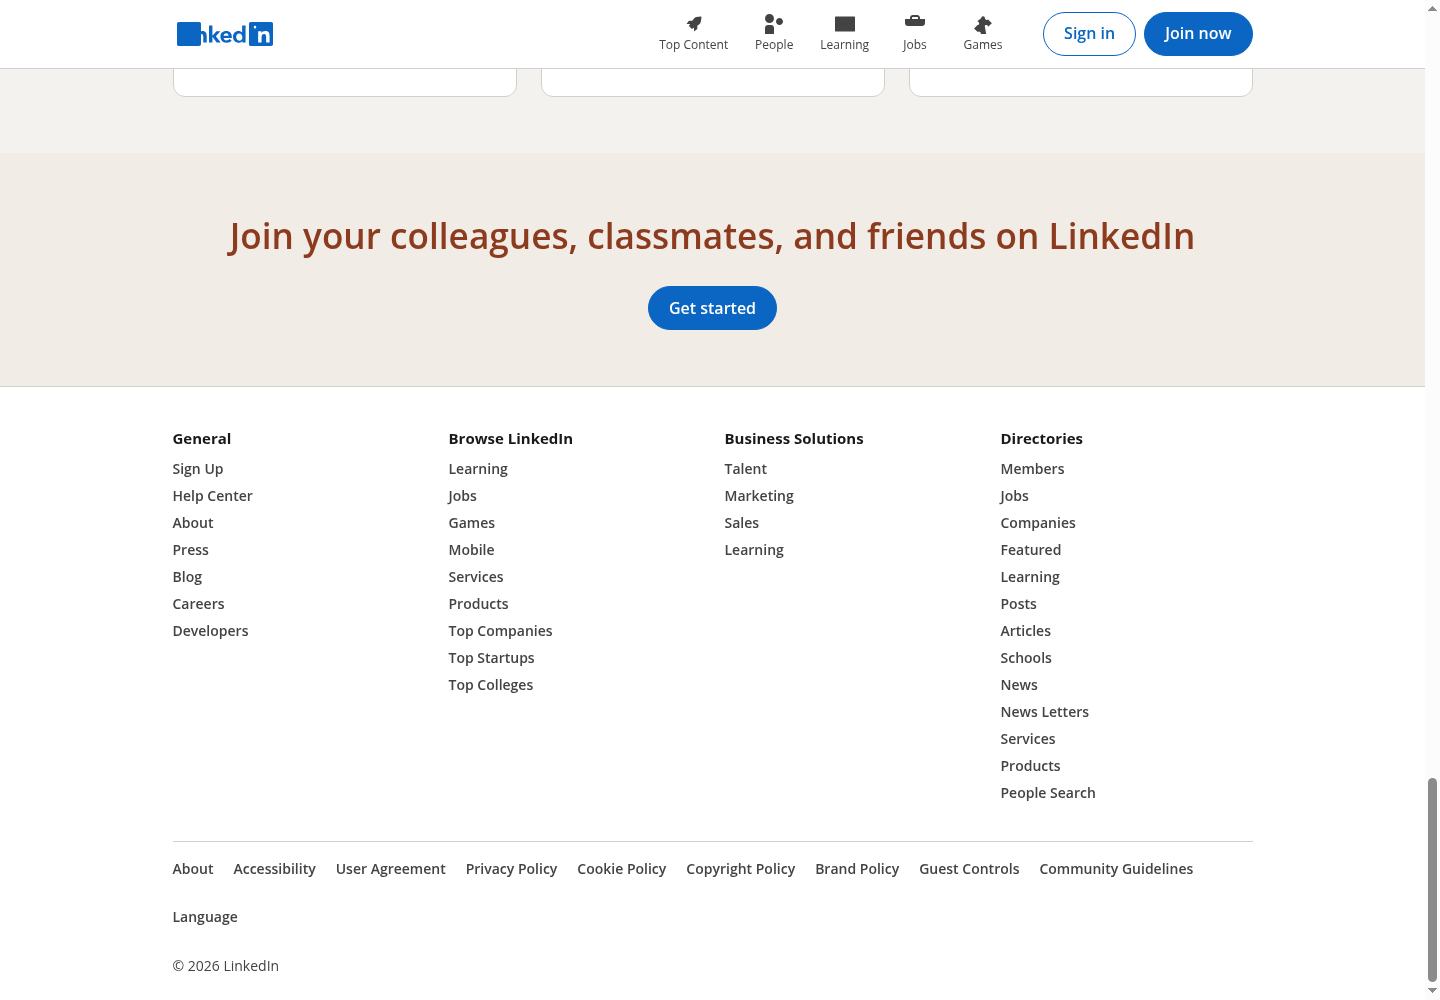 Linkedin
Top Content
People
Learning
Jobs
Games
Sign in
Join now
Join your colleagues, classmates, and friends on LinkedIn
Get started
General
Sign Up
Help Center
About
Press
Blog
Careers
Developers
Browse LinkedIn
Learning
Jobs
Games
Mobile
Services
Products
Top Companies
Top Startups
Top Colleges
Business Solutions
Talent
Marketing
Sales
Learning
Directories
Members
Jobs
Companies
Featured
Learning
Posts
Articles
Schools
News
News Letters
Services
Products
People Search
About Accessibility User Agreement Privacy Policy Cookie Policy Copyright Policy Brand Policy Guest Controls Community Guidelines
Language
© 2026 LinkedIn